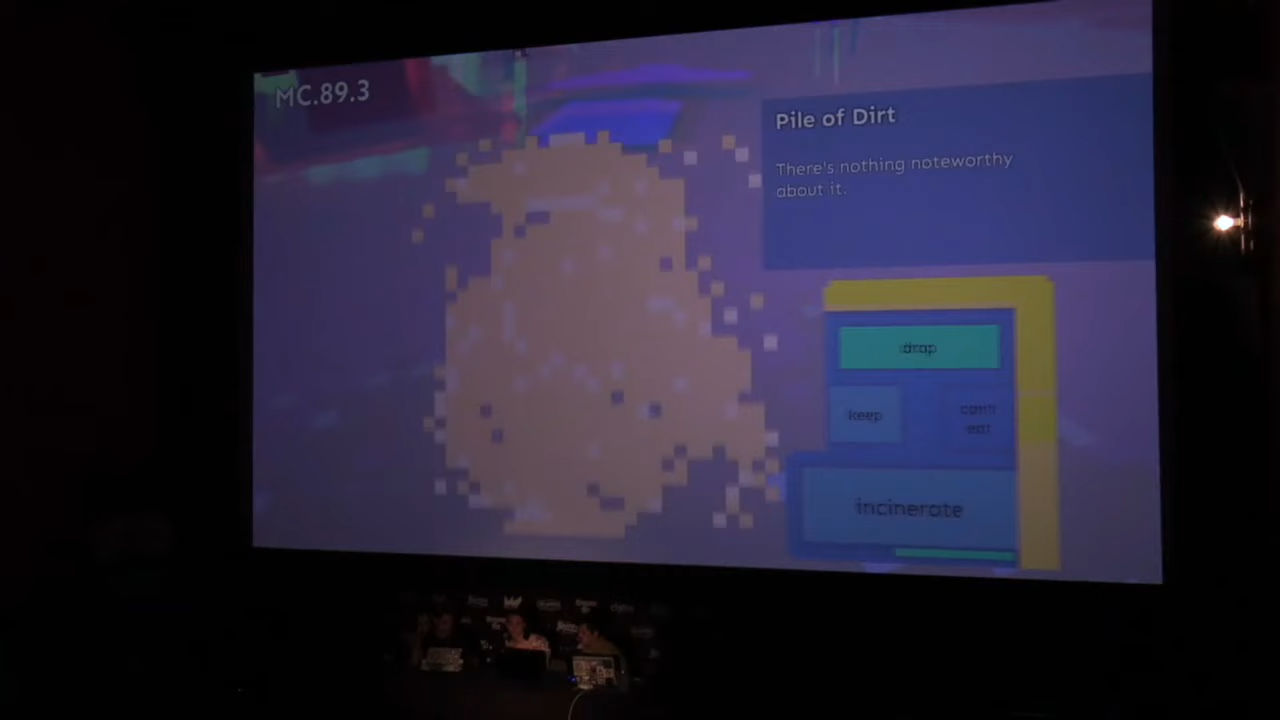 MC.89.3
Pile of Dirt
There's nothing noteworthy
about it.
drop
keep
can't
eat
incinerate